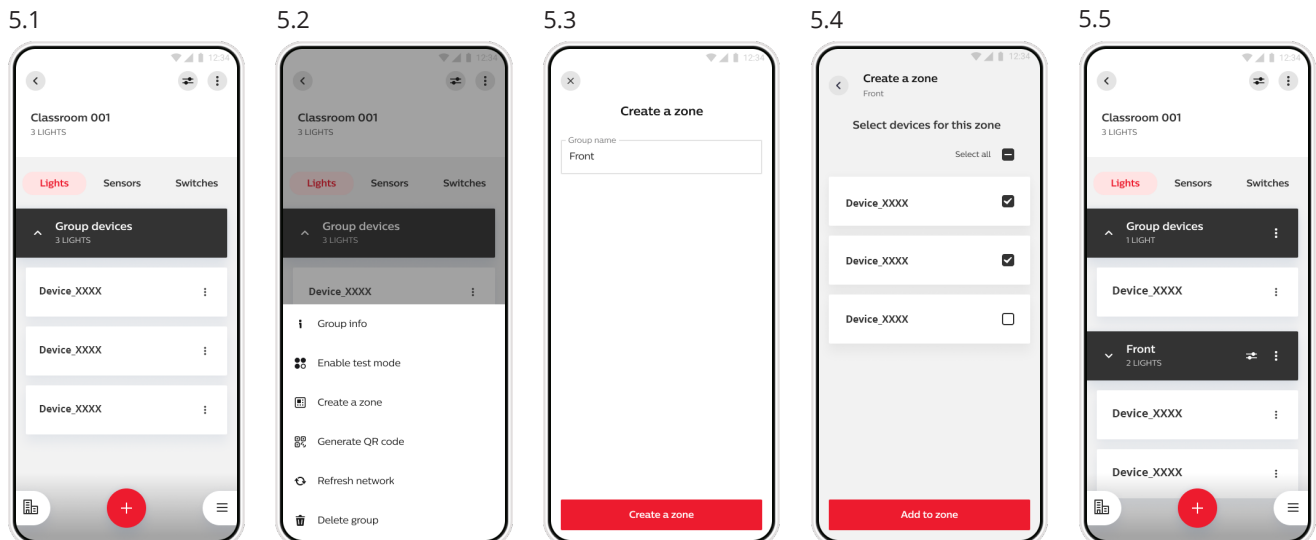 5.1
12:34
Classroom 001
3 LIGHTS
Lights Sensors Switches
Group devices
3 LIGHTS
Device_XXXX
Device_XXXX
Device_XXXX
5.2
12:34
Classroom 001
3 LIGHTS
Lights Sensors Switches
Group devices
3 LIGHTS
Device_XXXX
Group info
Enable test mode
Create a zone
Generate QR code
Refresh network
Delete group
5.3
12:34
Create a zone
Group name
Front
Create a zone
5.4
12:34
Create a zone
Front
Select devices for this zone
Select all
Device_XXXX
Device_XXXX
Device_XXXX
Add to zone
5.5
12:34
Classroom 001
3 LIGHTS
Lights Sensors Switches
Group devices
1 LIGHT
Device_XXXX
Front
2 LIGHTS
Device_XXXX
Device_XXXX